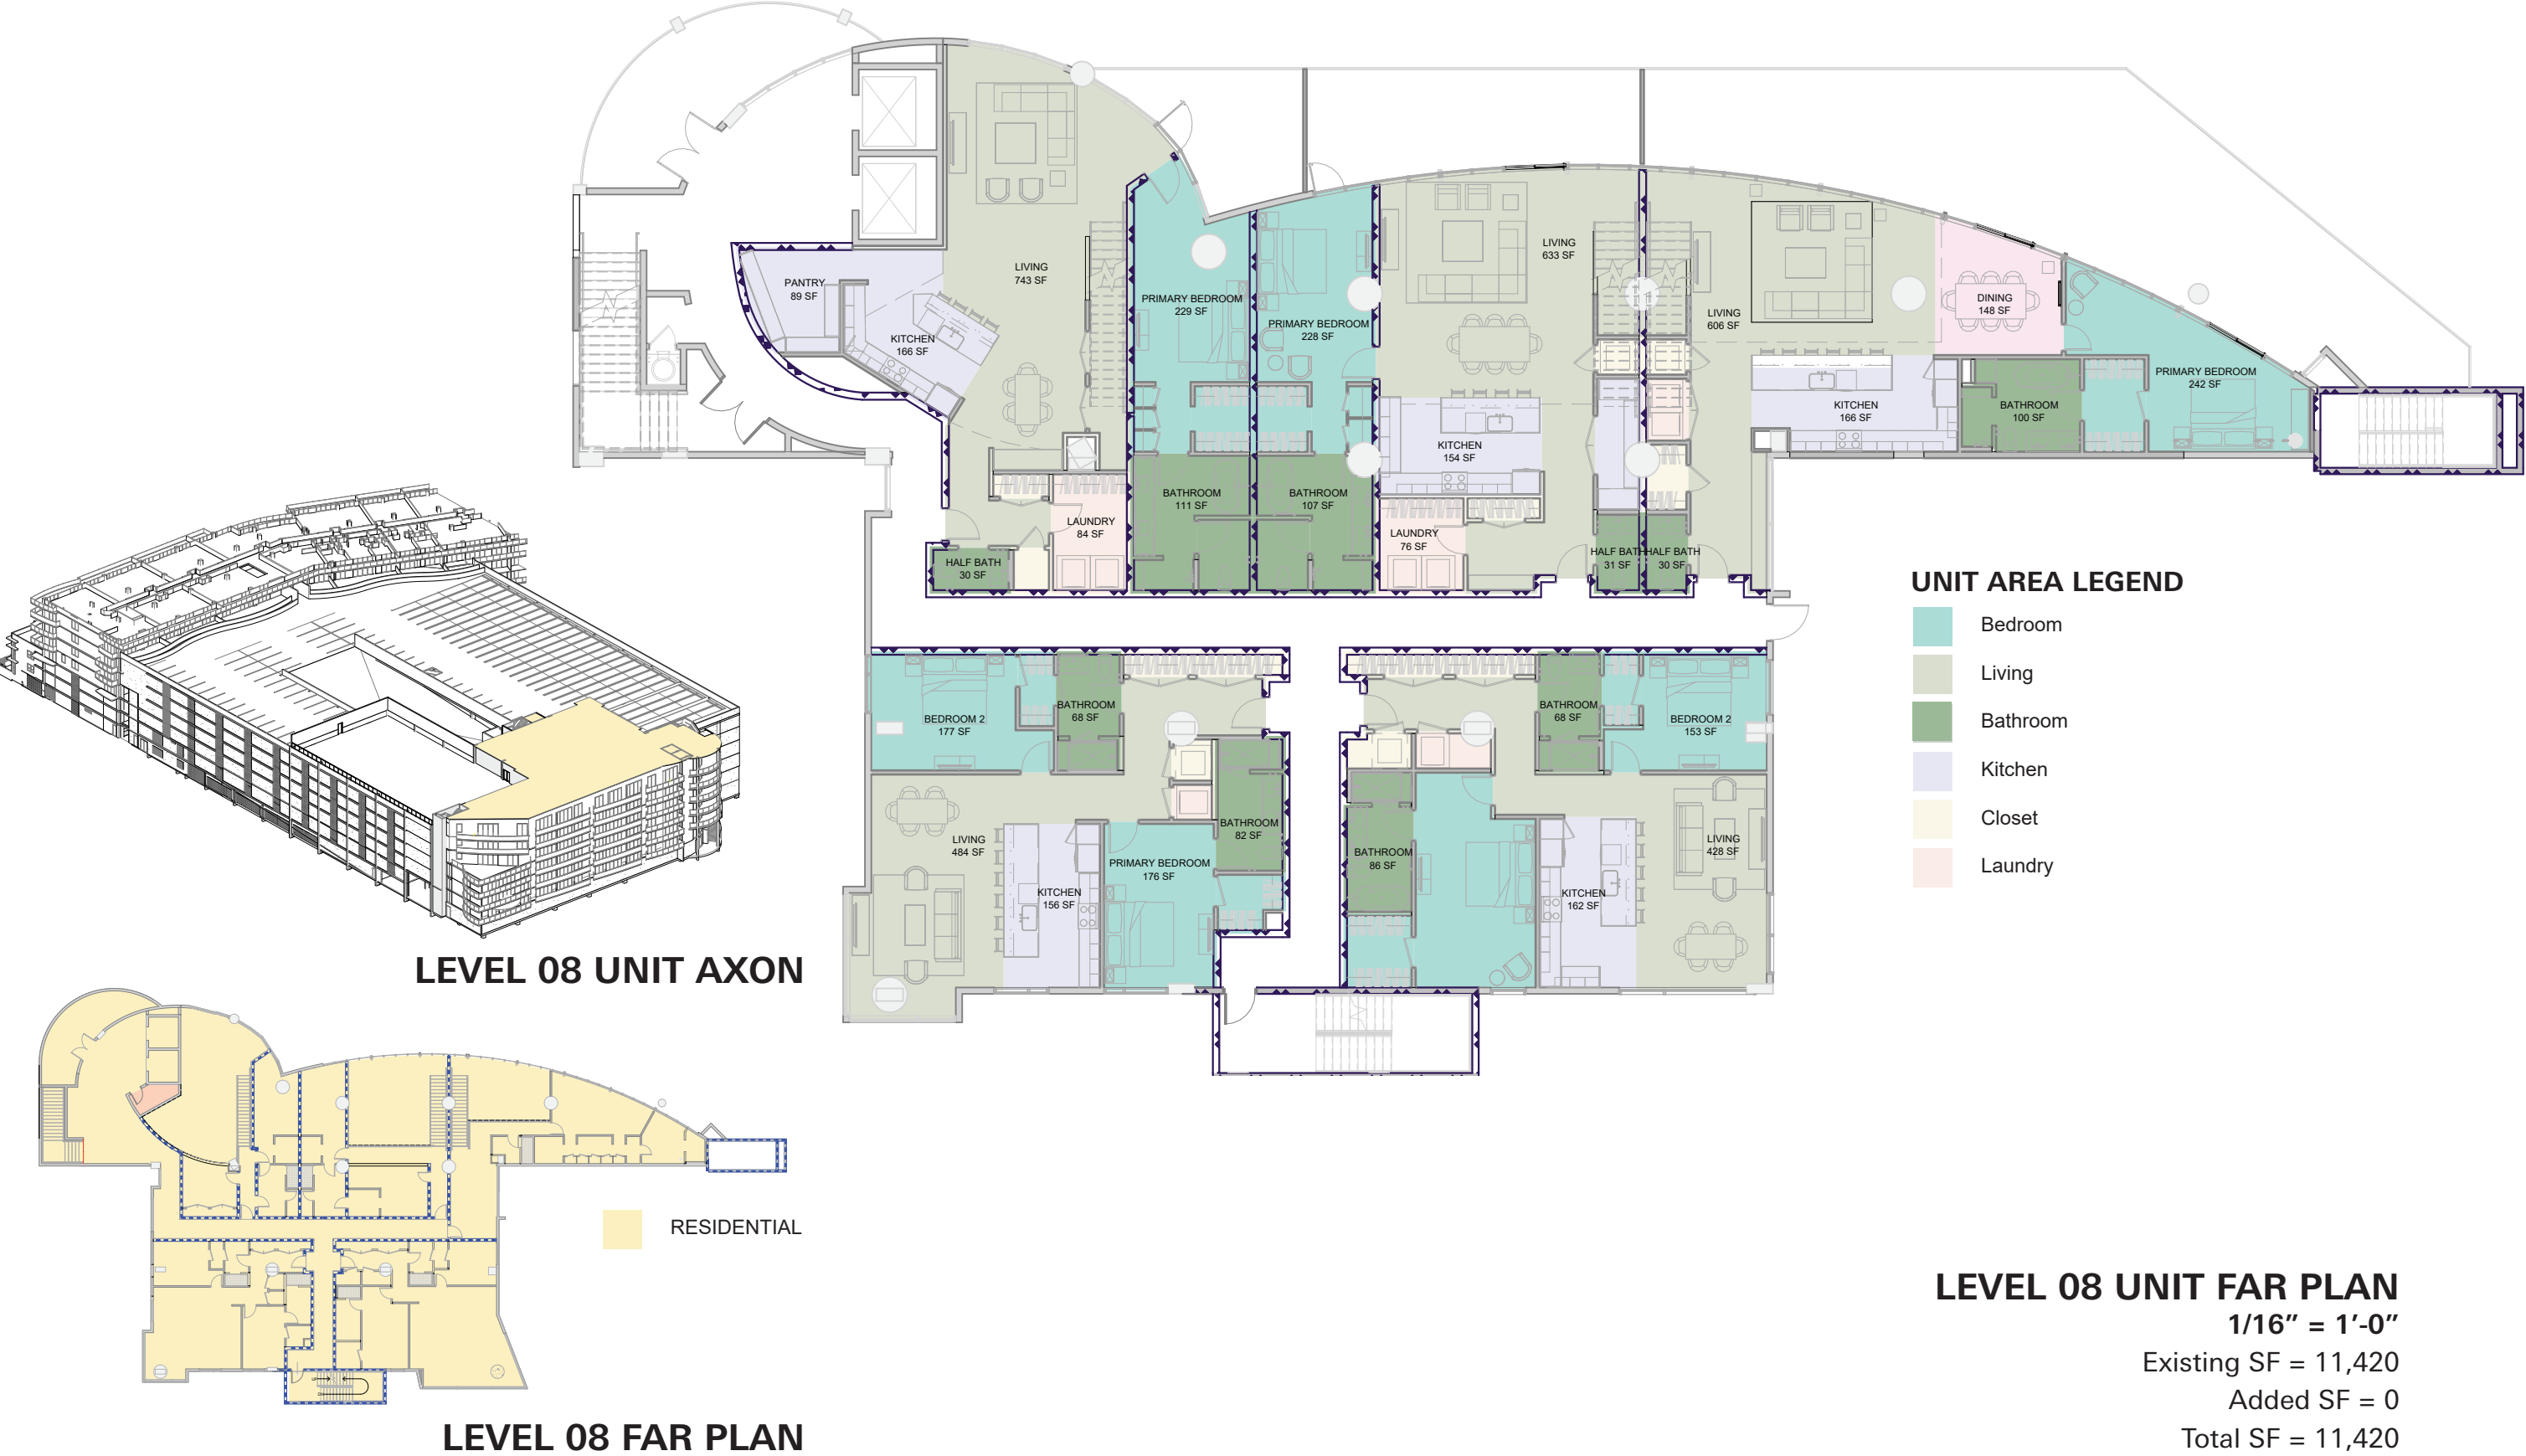 LIVING
743 SF
PANTRY
89 SF
KITCHEN
166 SF
PRIMARY BEDROOM
229 SF
PRIMARY BEDROOM
228 SF
LIVING
633 SF
LIVING
606 SF
DINING
148 SF
PRIMARY BEDROOM
242 SF
KITCHEN
154 SF
KITCHEN
166 SF
BATHROOM
100 SF
BATHROOM
111 SF
BATHROOM
107 SF
LAUNDRY
84 SF
LAUNDRY
76 SF
HALF BATH
30 SF
HALF BATH
31 SF
HALF BATH
30 SF
BEDROOM 2
177 SF
BATHROOM
68 SF
BATHROOM
68 SF
BEDROOM 2
153 SF
LIVING
484 SF
KITCHEN
156 SF
PRIMARY BEDROOM
176 SF
BATHROOM
82 SF
BATHROOM
86 SF
KITCHEN
162 SF
LIVING
428 SF
UNIT AREA LEGEND
Bedroom
Living
Bathroom
Kitchen
Closet
Laundry
LEVEL 08 UNIT AXON
RESIDENTIAL
LEVEL 08 FAR PLAN
LEVEL 08 UNIT FAR PLAN
1/16” = 1’-0”
Existing SF = 11,420
Added SF = 0
Total SF = 11,420